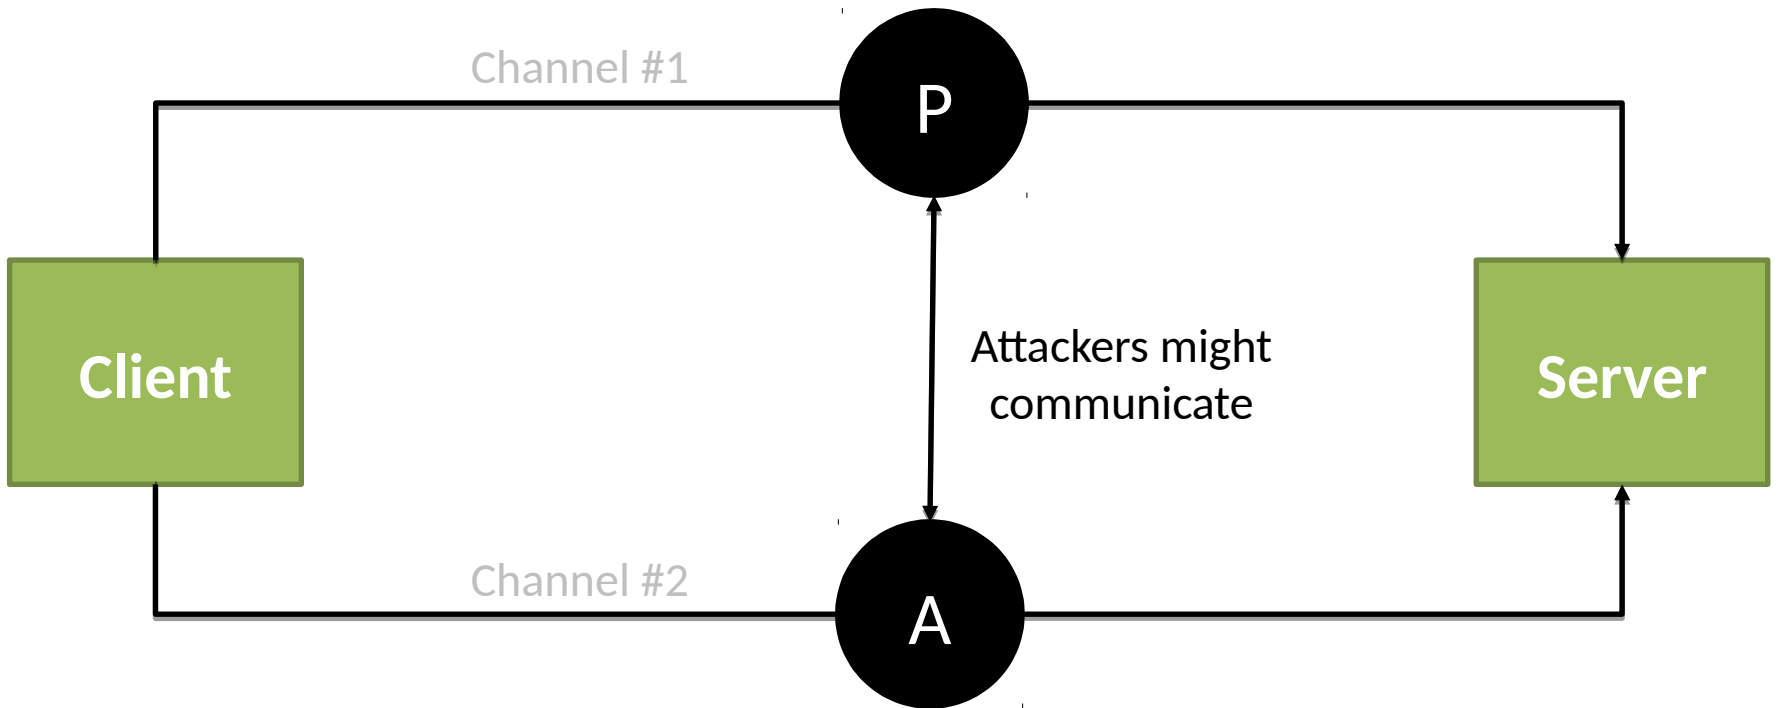 Channel #1
P
Client
Attackers might
communicate
Server
Channel #2
A